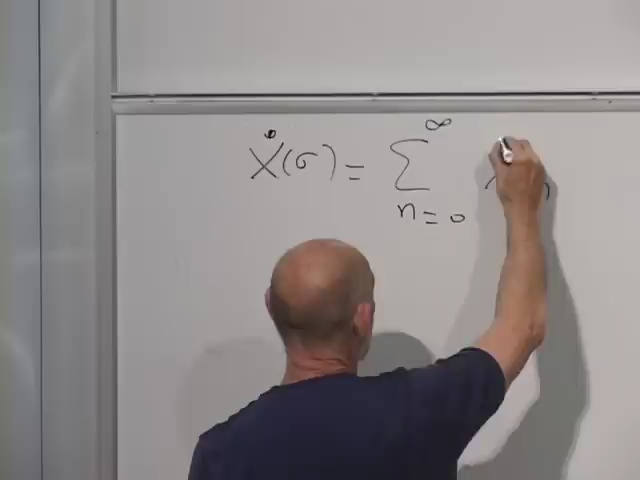 Ẋ(σ) = ∑_{n=0}^{∞}